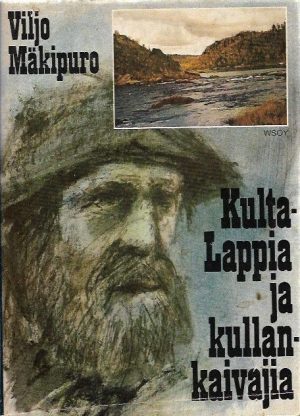 Viljo
Mäkipuro
WSOY
Kulta-
Lappia
ja
kullan-
kaivajia